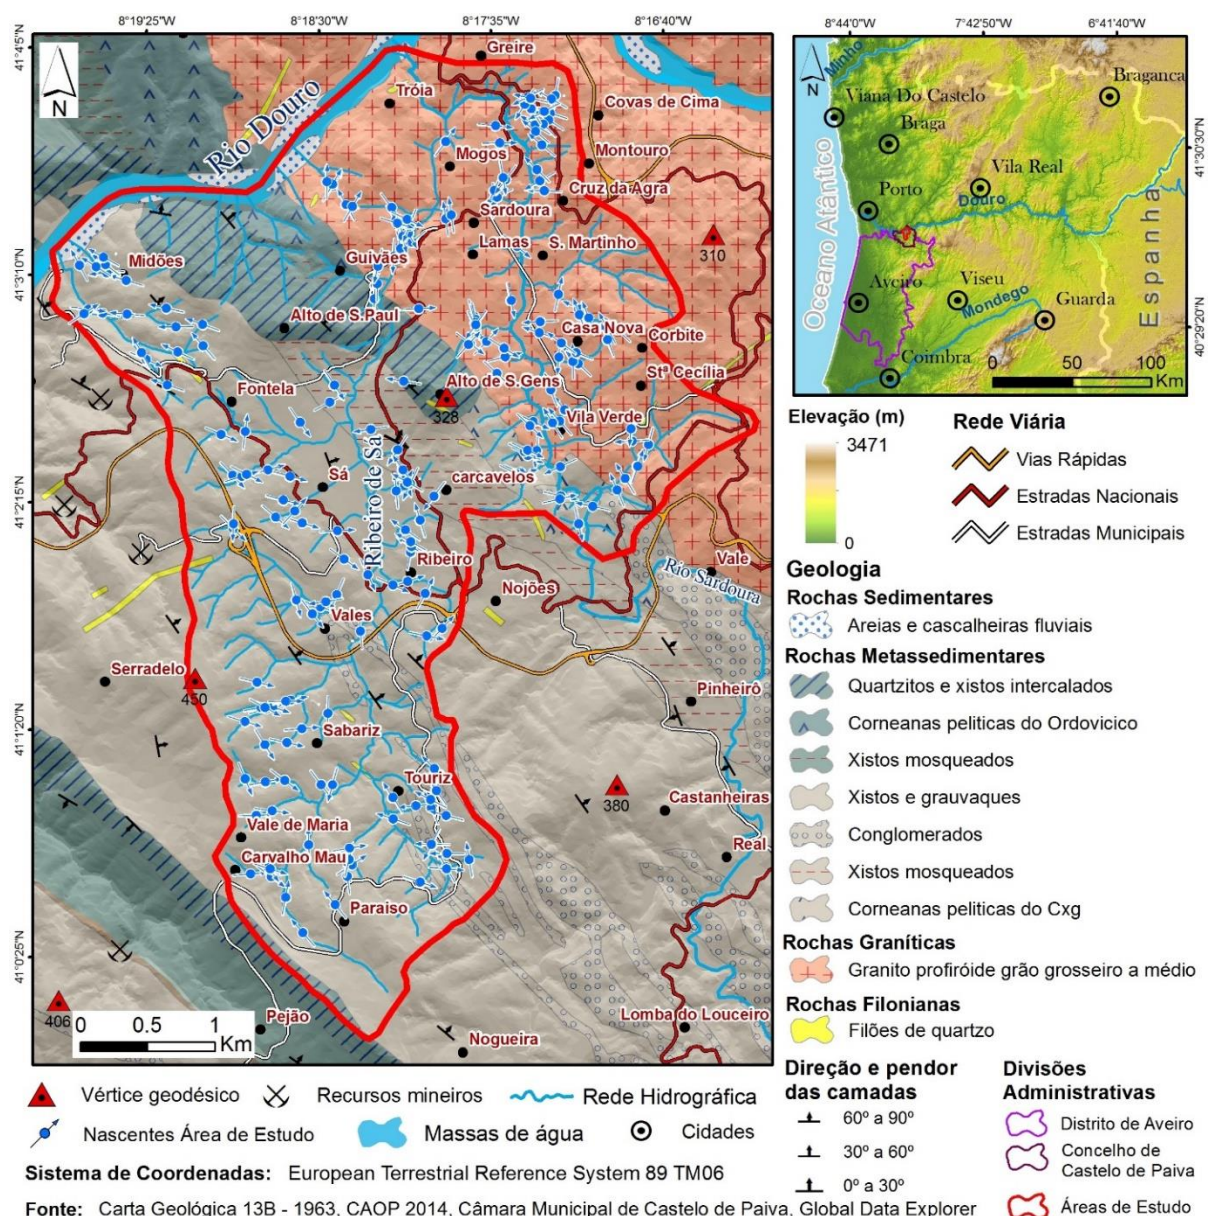 8°19'25"W 8°18'30"W 8°17'35"W 8°16'40"W
8°44'0"W 7°42'50"W 6°41'40"W
41°4'5"N
41°3'10"N
41°2'15"N
41°1'20"N
41°0'25"N
N
Greire
Tróia
Covas de Cima
Rio Douro
Mogos
Montouro
Cruz da Agra
Sardoura
Lamas
S. Martinho
310
Midões
Guivães
Alto de S.Paul
Casa Nova
Corbite
Fontela
Alto de S.Gens
Stª Cecília
328
Vila Verde
Sá
Ribeiro de Sá
carcavelos
Ribeiro
Nojões
Vale
Rio Sardoura
Vales
Serradelo
450
Pinheirô
Sabariz
Touriz
380
Castanheiras
Vale de Maria
Carvalho Mau
Real
Paraiso
406
Pejão
Nogueira
Lomba do Louceiro
0 0.5 1
Km
N
Minho
Braganca
Viana Do Castelo
Braga
Vila Real
Porto
Douro
Oceano Atlântico
Espanha
Aveiro
Viseu
Guarda
Mondego
Coimbra
0 50 100
Km
41°30'30"N
40°29'20"N
Elevação (m)
3471
0
Rede Viária
Vias Rápidas
Estradas Nacionais
Estradas Municipais
Geologia
Rochas Sedimentares
Areias e cascalheiras fluviais
Rochas Metassedimentares
Quartzitos e xistos intercalados
Corneanas peliticas do Ordovicico
Xistos mosqueados
Xistos e grauvaques
Conglomerados
Xistos mosqueados
Corneanas peliticas do Cxg
Rochas Graníticas
Granito profiróide grão grosseiro a médio
Rochas Filonianas
Filões de quartzo
Direção e pendor
das camadas
60º a 90º
30º a 60º
0º a 30º
Divisões
Administrativas
Distrito de Aveiro
Concelho de
Castelo de Paiva
Áreas de Estudo
Vértice geodésico Recursos mineiros Rede Hidrográfica
Nascentes Área de Estudo Massas de água Cidades
Sistema de Coordenadas: European Terrestrial Reference System 89 TM06
Fonte: Carta Geológica 13B - 1963, CAOP 2014, Câmara Municipal de Castelo de Paiva, Global Data Explorer